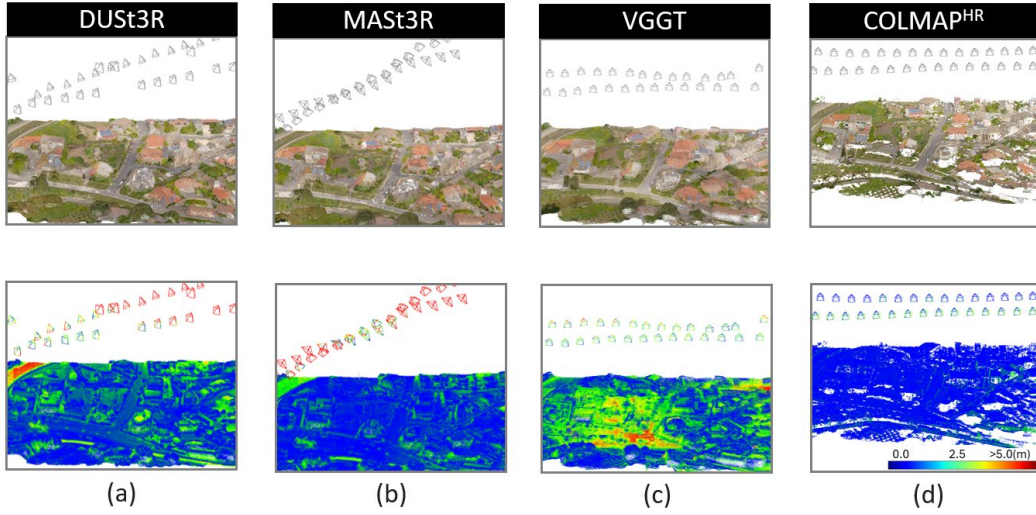 DUSt3R
MASt3R
VGGT
COLMAP^HR
0.0 2.5 >5.0(m)
(a)
(b)
(c)
(d)